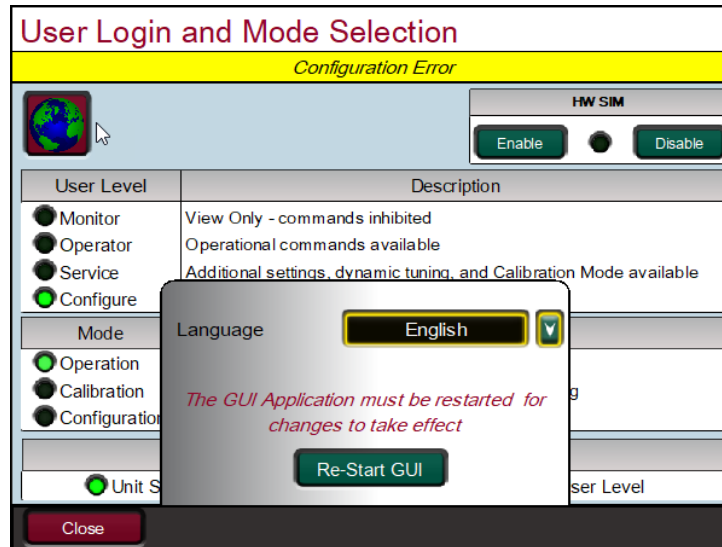 User Login and Mode Selection
Configuration Error
HW SIM
Enable
Disable
User Level
Description
Monitor
View Only - commands inhibited
Operator
Operational commands available
Service
Additional settings, dynamic tuning, and Calibration Mode available
Configure
Mode
Operation
Calibration
Configuration
Language
English
The GUI Application must be restarted for
changes to take effect
Re-Start GUI
Unit S
ser Level
Close